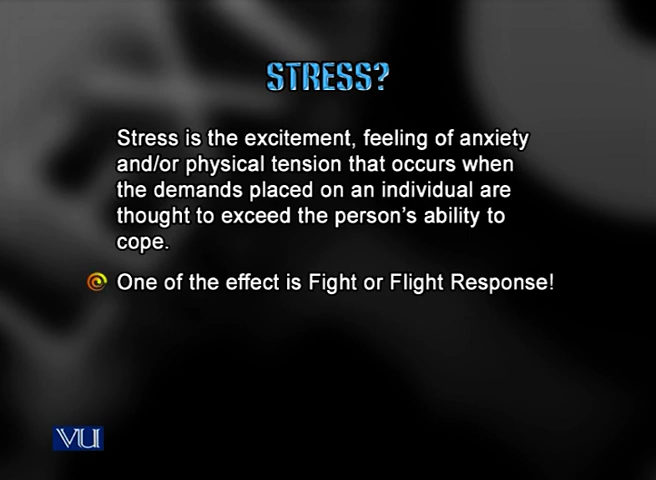 STRESS?
Stress is the excitement, feeling of anxiety
and/or physical tension that occurs when
the demands placed on an individual are
thought to exceed the person's ability to
cope.
One of the effect is Fight or Flight Response!
VU